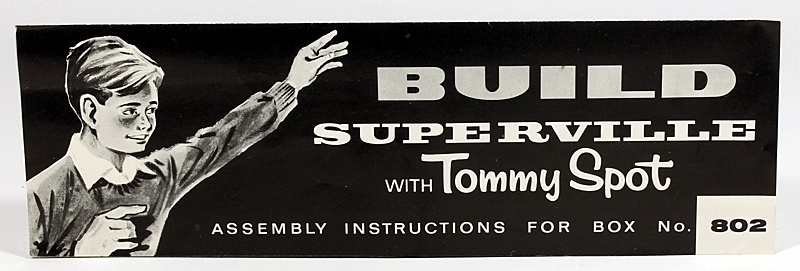 BUILD
SUPERVILLE
WITH Tommy Spot
ASSEMBLY INSTRUCTIONS FOR BOX No. 802